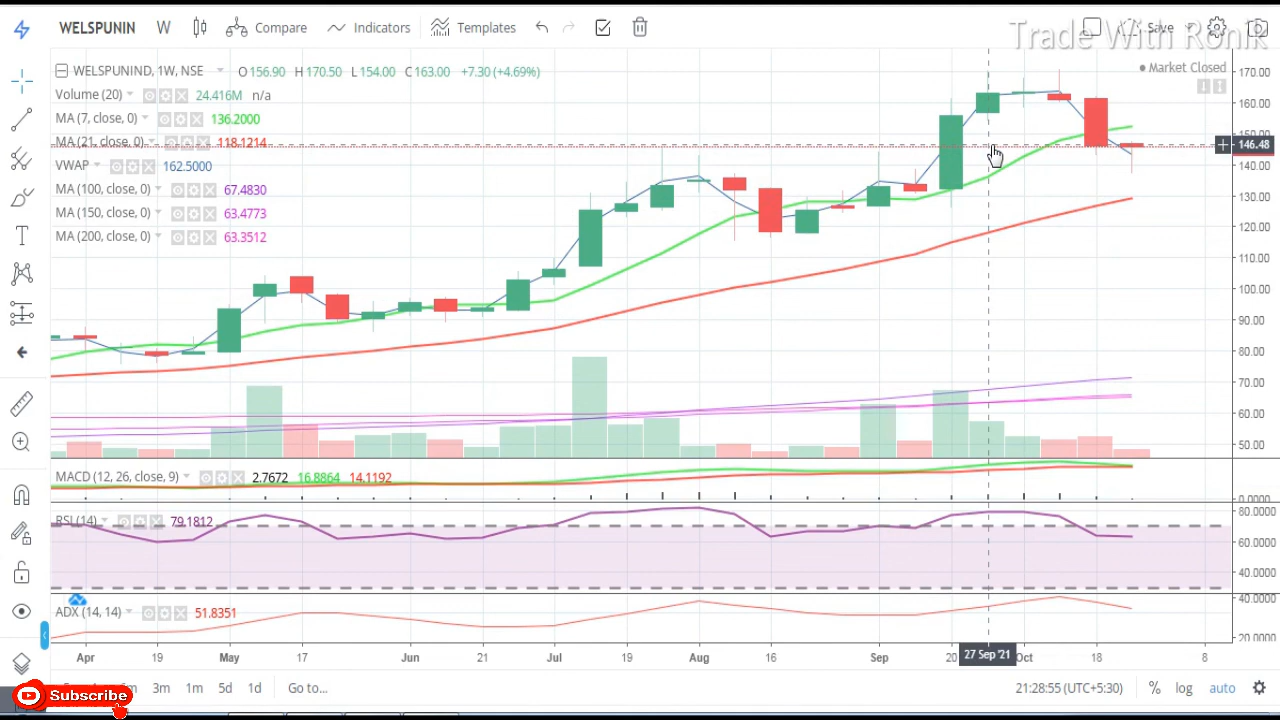 WELSPUNIN W Compare Indicators Templates Save
Trade With Ronik
WELSPUNIND, 1W, NSE O156.90 H170.50 L154.00 C163.00 +7.30 (+4.69%)
Market Closed
Volume (20) 24.416M n/a
MA (7, close, 0) 136.2000
MA (21, close, 0) 118.1214
VWAP 162.5000
MA (100, close, 0) 67.4830
MA (150, close, 0) 63.4773
MA (200, close, 0) 63.3512
170.00
160.00
150.00
146.48
140.00
130.00
120.00
110.00
100.00
90.00
80.00
70.00
60.00
50.00
MACD (12, 26, close, 9) 2.7672 16.8864 14.1192
0.0000
RSI (14) 79.1812
80.0000
60.0000
40.0000
ADX (14, 14) 51.8351
40.0000
20.0000
Apr 19 May Jun 21 Jul 19 Aug 16 Sep 20 27 Sep '21 Oct 18 8
Subscribe
3m 1m 5d 1d Go to... 21:28:55 (UTC+5:30) % log auto